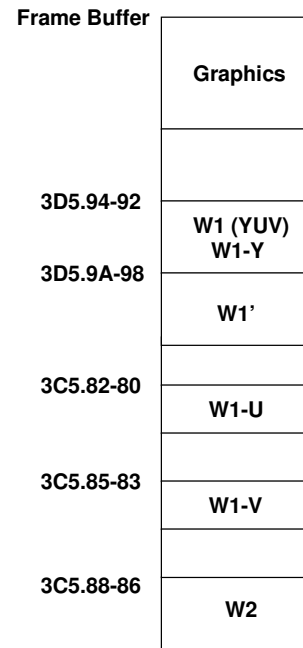 Frame Buffer
Graphics
3D5.94-92
W1 (YUV)
W1-Y
3D5.9A-98
W1’
3C5.82-80
W1-U
3C5.85-83
W1-V
3C5.88-86
W2